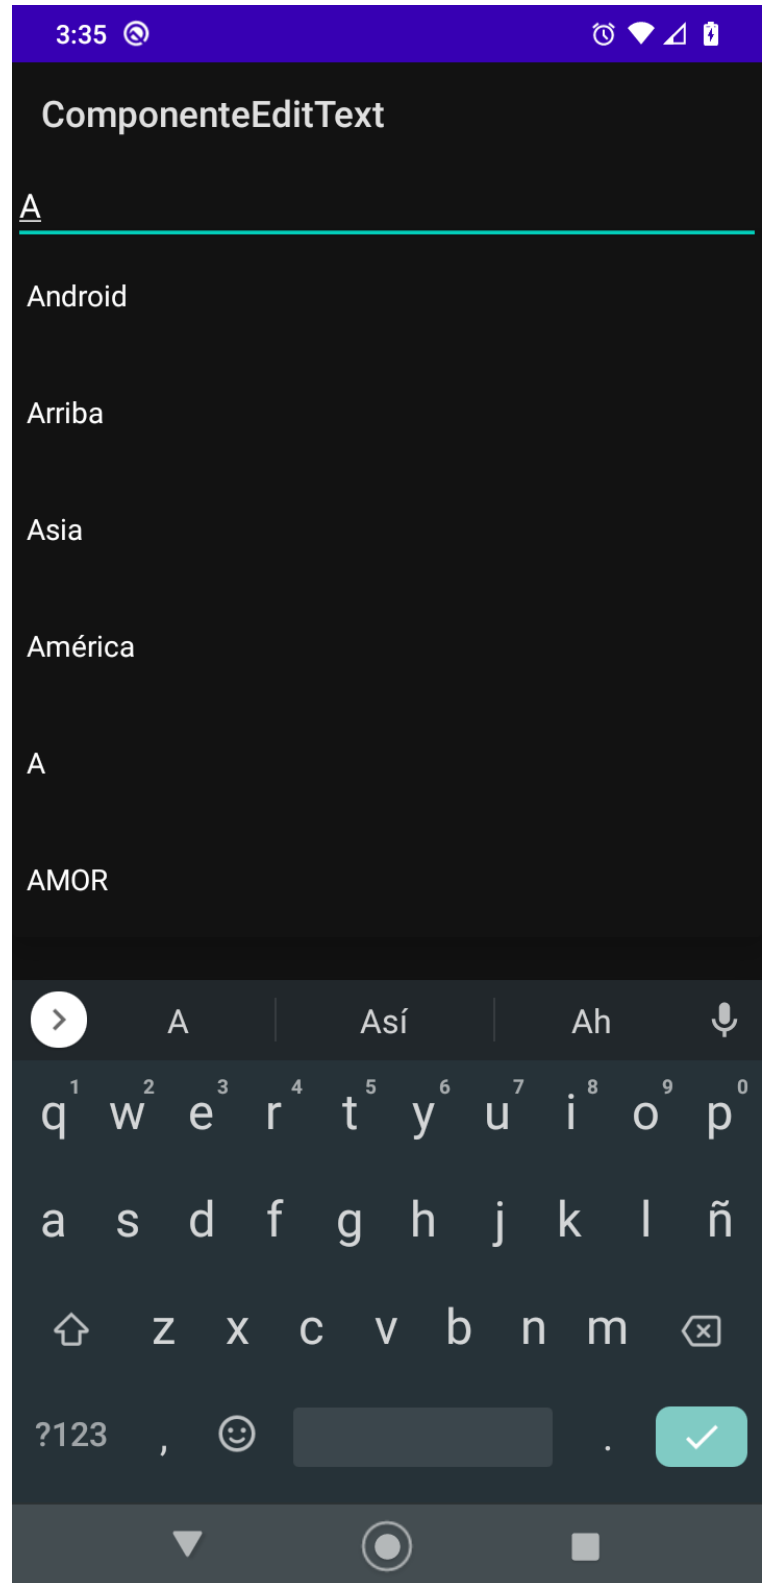 3:35
ComponenteEditText
A
Android
Arriba
Asia
América
A
AMOR
A Así Ah
1 2 3 4 5 6 7 8 9 0
q w e r t y u i o p
a s d f g h j k l ñ
z x c v b n m
?123 , .